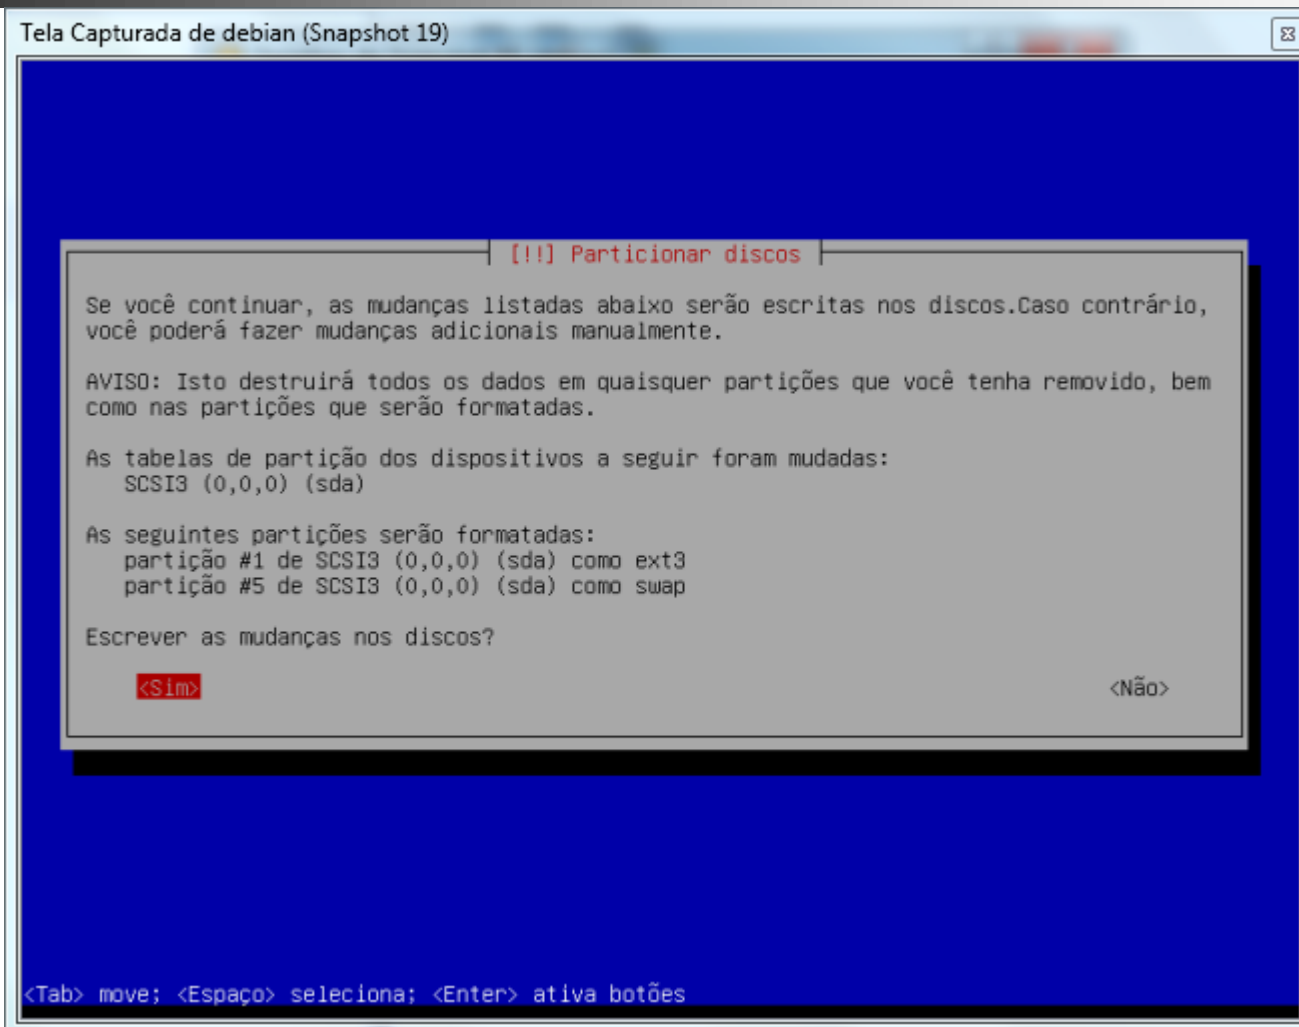 Tela Capturada de debian (Snapshot 19)
[!!] Particionar discos
Se você continuar, as mudanças listadas abaixo serão escritas nos discos.Caso contrário,
você poderá fazer mudanças adicionais manualmente.
AVISO: Isto destruirá todos os dados em quaisquer partições que você tenha removido, bem
como nas partições que serão formatadas.
As tabelas de partição dos dispositivos a seguir foram mudadas:
SCSI3 (0,0,0) (sda)
As seguintes partições serão formatadas:
partição #1 de SCSI3 (0,0,0) (sda) como ext3
partição #5 de SCSI3 (0,0,0) (sda) como swap
Escrever as mudanças nos discos?
<Sim> <Não>
<Tab> move; <Espaço> seleciona; <Enter> ativa botões